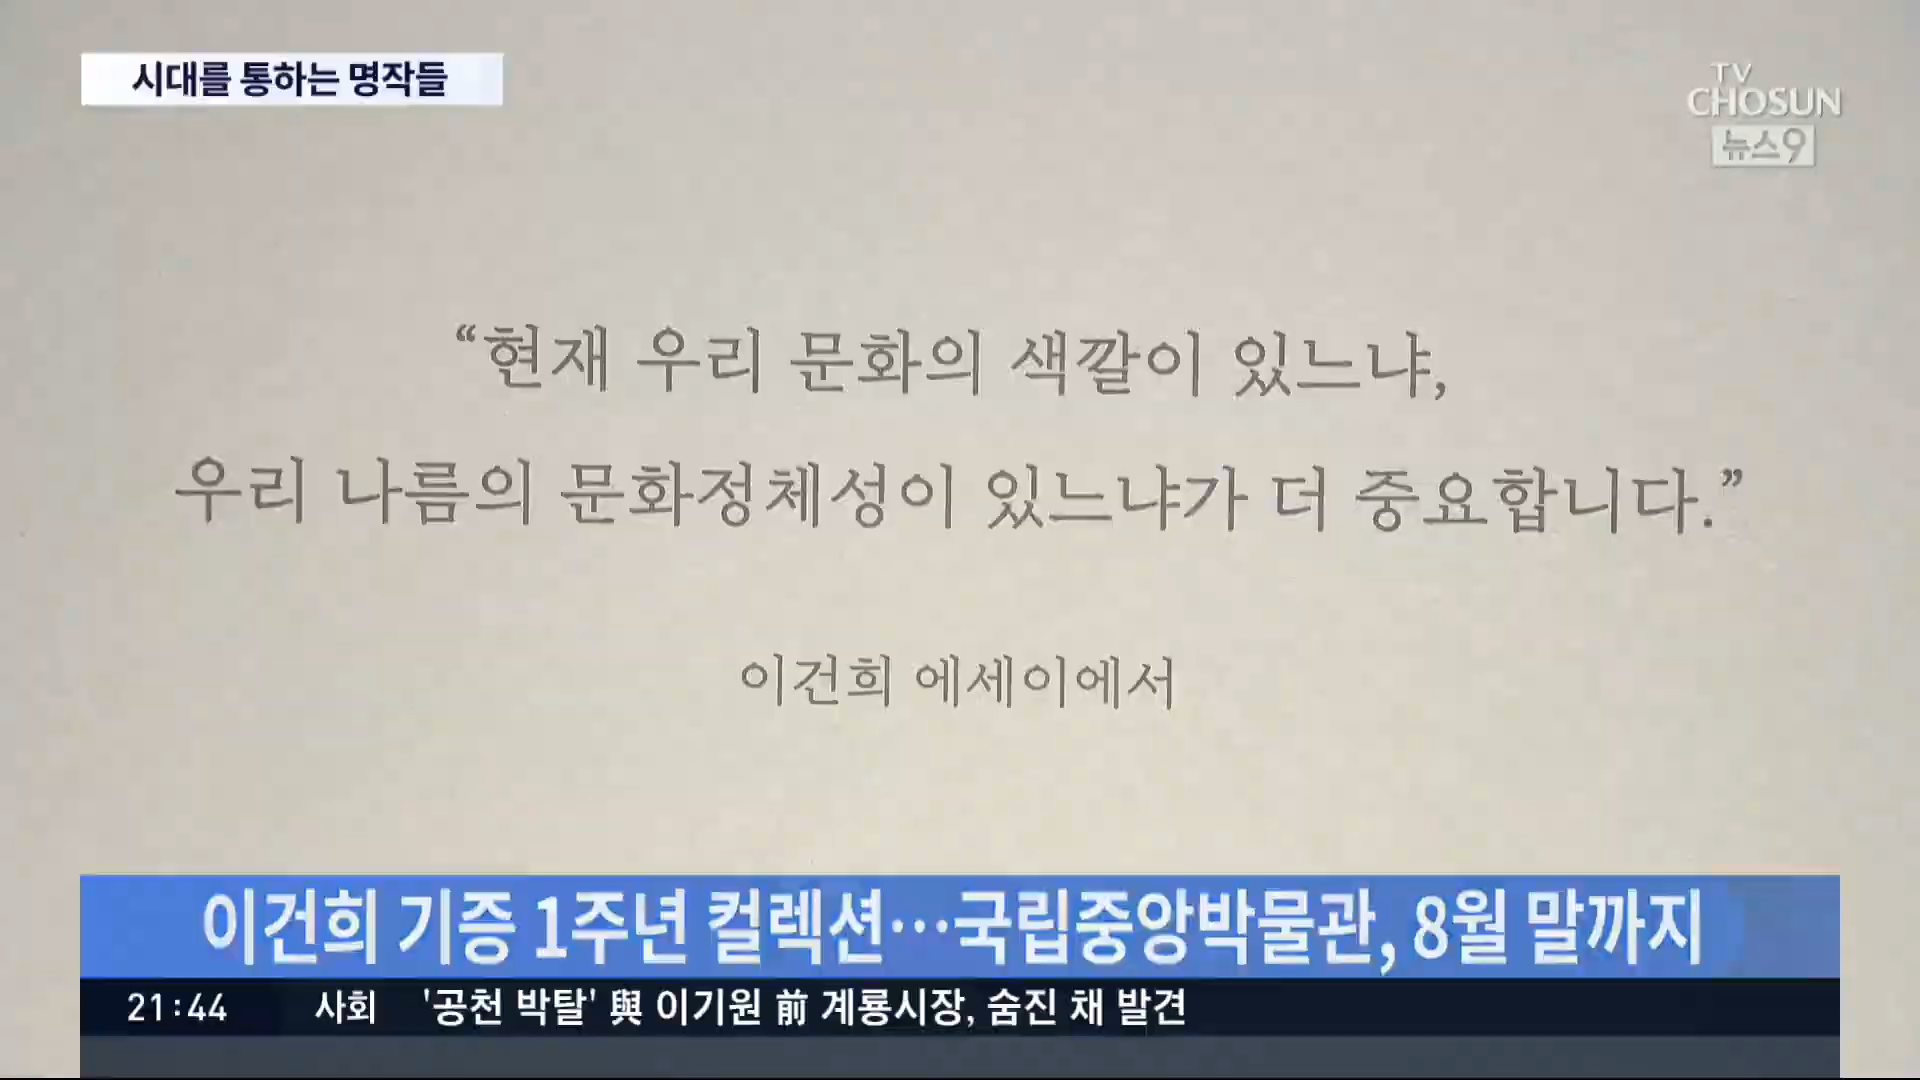 시대를 통하는 명작들
TV
CHOSUN
뉴스9
“현재 우리 문화의 색깔이 있느냐,
우리 나름의 문화정체성이 있느냐가 더 중요합니다.”
이건희 에세이에서
이건희 기증 1주년 컬렉션…국립중앙박물관, 8월 말까지
21:44 사회 '공천 박탈' 與 이기원 前 계룡시장, 숨진 채 발견